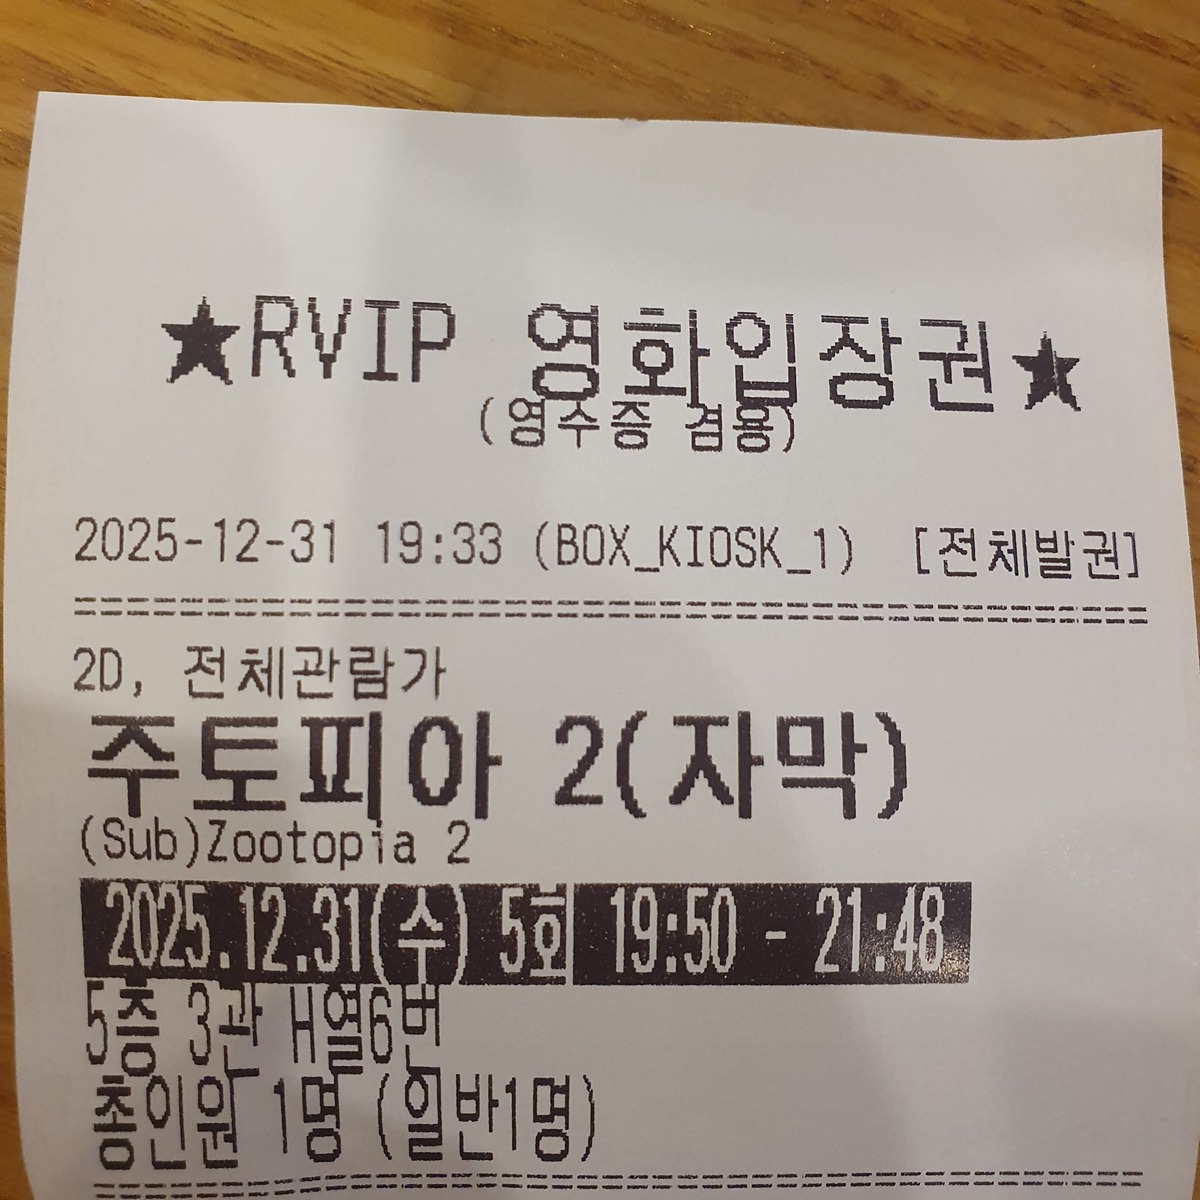 ★RVIP 영화입장권★
(영수증 겸용)
2025-12-31 19:33 (BOX_KIOSK_1) [전체발권]
2D, 전체관람가
주토피아 2(자막)
(Sub)Zootopia 2
2025.12.31(수) 5회 19:50 - 21:48
5층 3관 H열6번
총인원 1명 (일반1명)